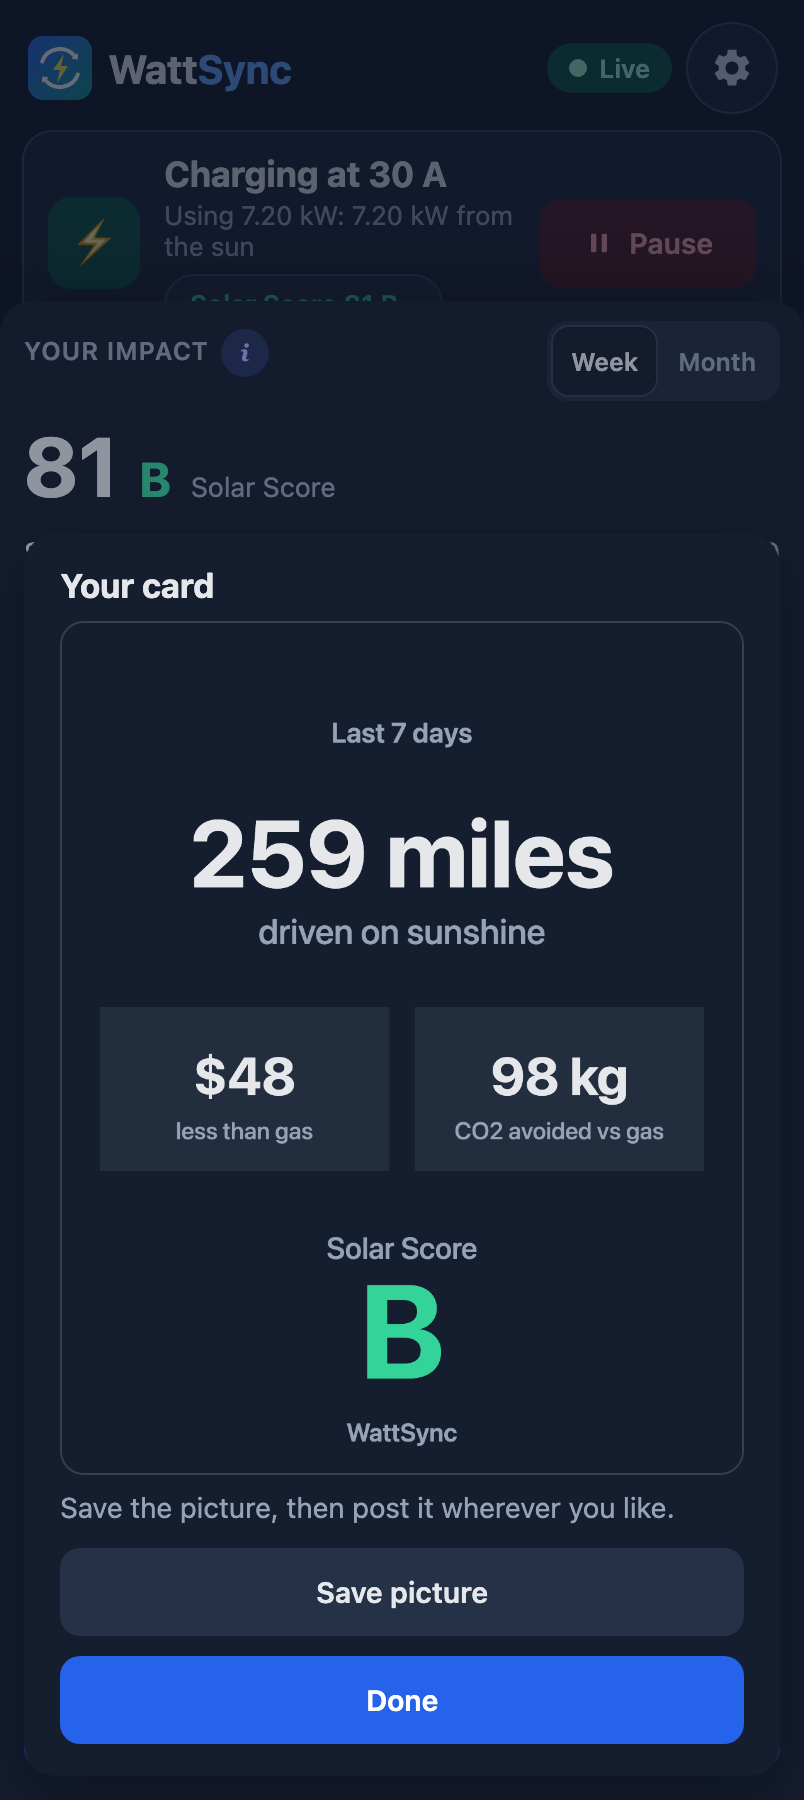 WattSync
Live
Charging at 30 A
Using 7.20 kW: 7.20 kW from
the sun
Pause
Solar Score 81 B
YOUR IMPACT
i
Week
Month
81 B Solar Score
Your card
Last 7 days
259 miles
driven on sunshine
$48
less than gas
98 kg
CO2 avoided vs gas
Solar Score
B
WattSync
Save the picture, then post it wherever you like.
Save picture
Done